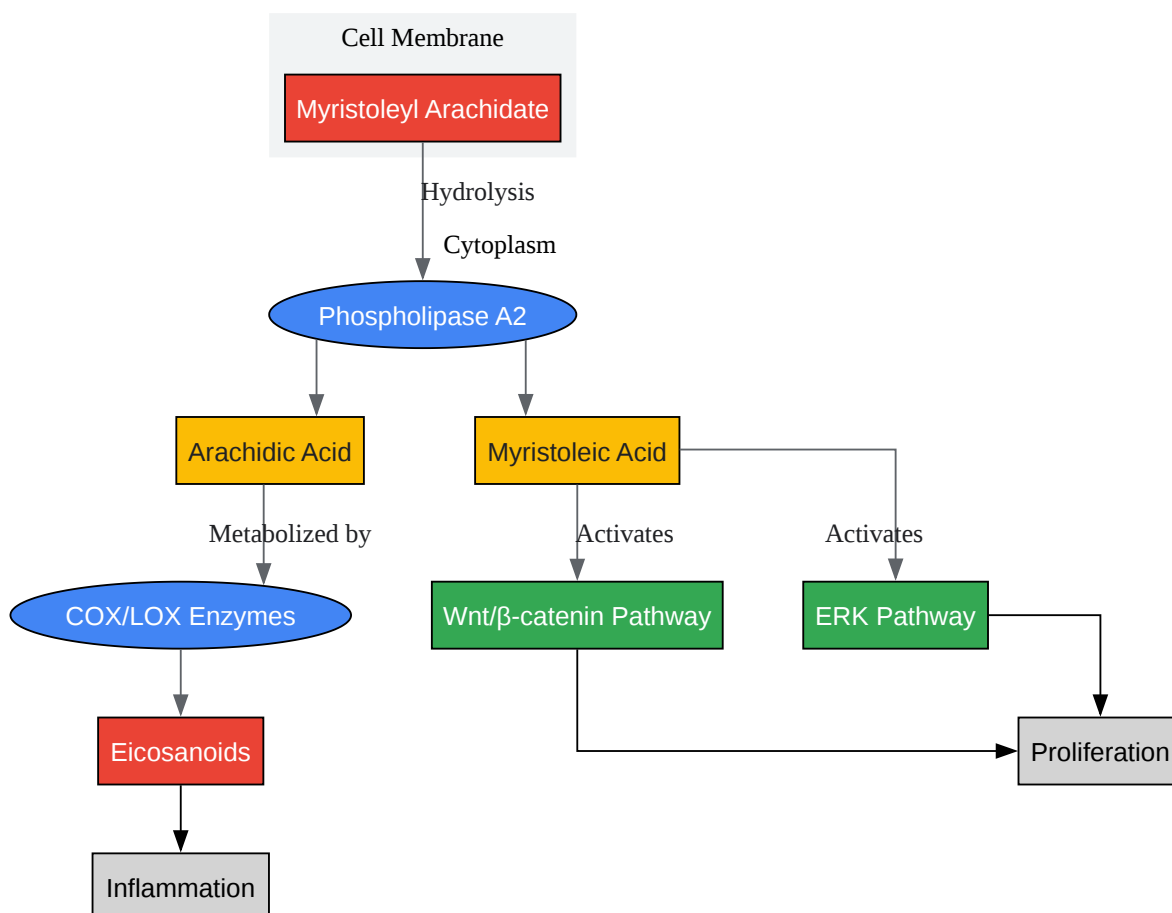 Cell Membrane
Myristoleyl Arachidate
Hydrolysis
Cytoplasm
Phospholipase A2
Arachidic Acid
Myristoleic Acid
Metabolized by
Activates
Activates
COX/LOX Enzymes
Wnt/β-catenin Pathway
ERK Pathway
Eicosanoids
Proliferation
Inflammation